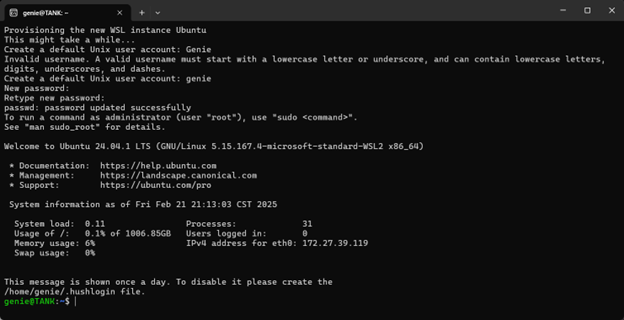 genie@TANK: ~
Provisioning the new WSL instance Ubuntu
This might take a while...
Create a default Unix user account: Genie
Invalid username. A valid username must start with a lowercase letter or underscore, and can contain lowercase letters,
digits, underscores, and dashes.
Create a default Unix user account: genie
New password:
Retype new password:
passwd: password updated successfully
To run a command as administrator (user "root"), use "sudo <command>".
See "man sudo_root" for details.
Welcome to Ubuntu 24.04.1 LTS (GNU/Linux 5.15.167.4-microsoft-standard-WSL2 x86_64)
* Documentation: https://help.ubuntu.com
* Management: https://landscape.canonical.com
* Support: https://ubuntu.com/pro
System information as of Fri Feb 21 21:13:03 CST 2025
System load: 0.11 Processes: 31
Usage of /: 0.1% of 1006.85GB Users logged in: 0
Memory usage: 6% IPv4 address for eth0: 172.27.39.119
Swap usage: 0%
This message is shown once a day. To disable it please create the
/home/genie/.hushlogin file.
genie@TANK:~$